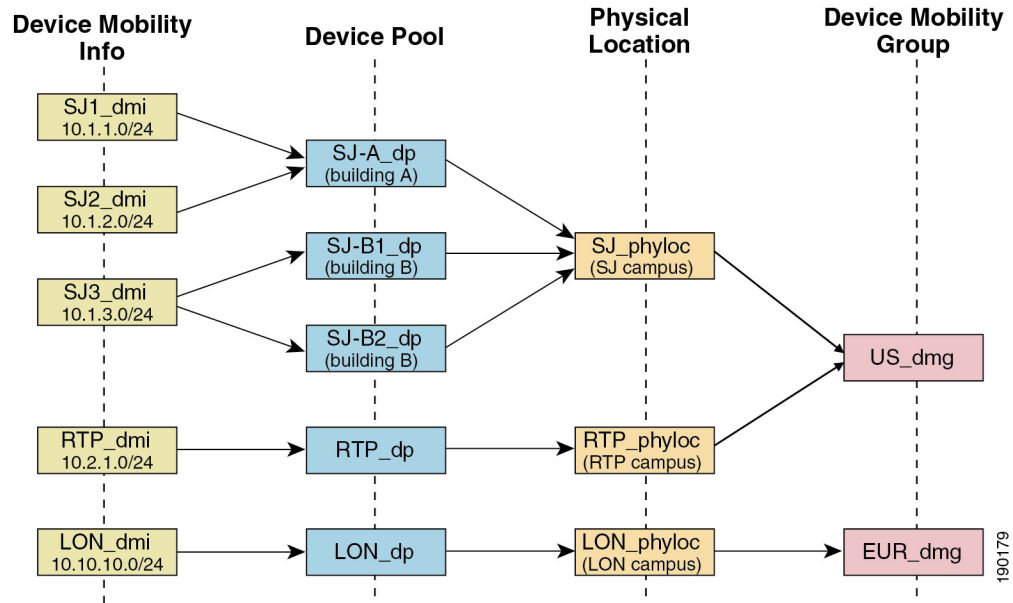 Device Mobility
Info
Device Pool
Physical
Location
Device Mobility
Group
SJ1_dmi
10.1.1.0/24
SJ2_dmi
10.1.2.0/24
SJ3_dmi
10.1.3.0/24
RTP_dmi
10.2.1.0/24
LON_dmi
10.10.10.0/24
SJ-A_dp
(building A)
SJ-B1_dp
(building B)
SJ-B2_dp
(building B)
RTP_dp
LON_dp
SJ_phyloc
(SJ campus)
RTP_phyloc
(RTP campus)
LON_phyloc
(LON campus)
US_dmg
EUR_dmg
190179